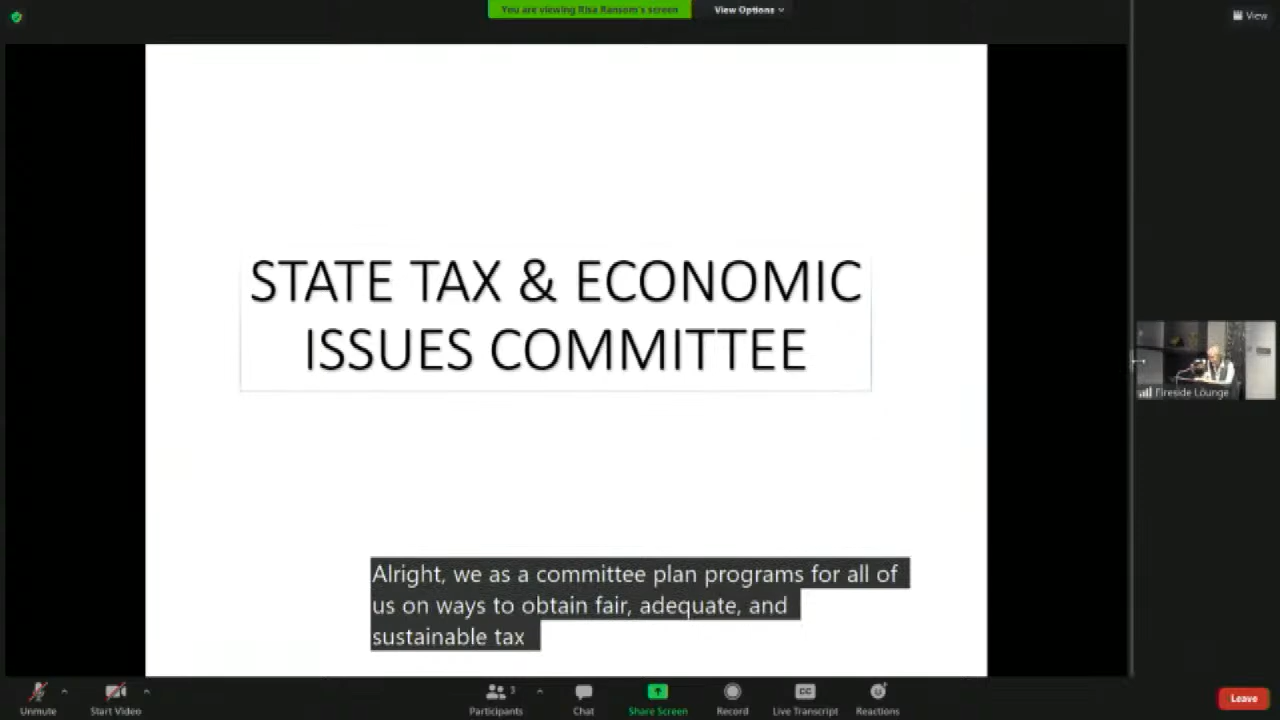 You are viewing Risa Ransom's screen
View Options
View
STATE TAX & ECONOMIC
ISSUES COMMITTEE
Fireside Lounge
Alright, we as a committee plan programs for all of
us on ways to obtain fair, adequate, and
sustainable tax
Unmute
Start Video
Participants
3
Chat
Share Screen
Record
CC
Live Transcript
Reactions
Leave